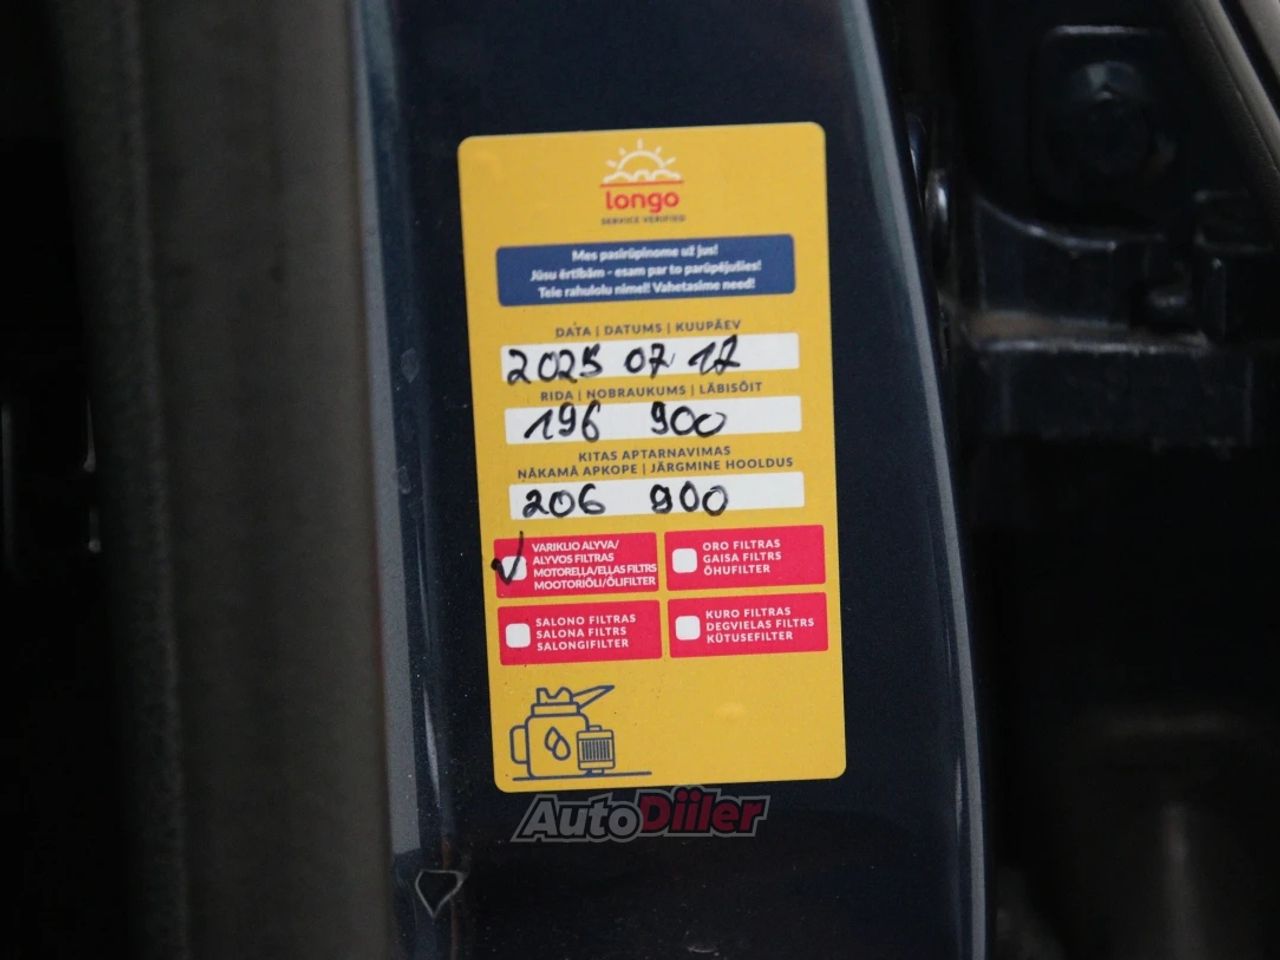 longo
SERVICE VERIFIED
Mes pasirūpinome už jus!
Jūsu ērtībām - esam par to parūpējušies!
Teie rahulolu nimel! Vahetasime need!
DATA | DATUMS | KUUPÄEV
2025 07 17
RIDA | NOBRAUKUMS | LÄBISÕIT
196 900
KITAS APTARNAVIMAS
NĀKAMĀ APKOPE | JÄRGMINE HOOLDUS
206 900
VARIKLIO ALYVA/
ALYVOS FILTRAS
MOTOREĻĻA/EĻĻAS FILTRS
MOOTORIÕLI/ÕLIFILTER
ORO FILTRAS
GAISA FILTRS
ÕHUFILTER
SALONO FILTRAS
SALONA FILTRS
SALONGIFILTER
KURO FILTRAS
DEGVIELAS FILTRS
KÜTUSEFILTER
AutoDiiler